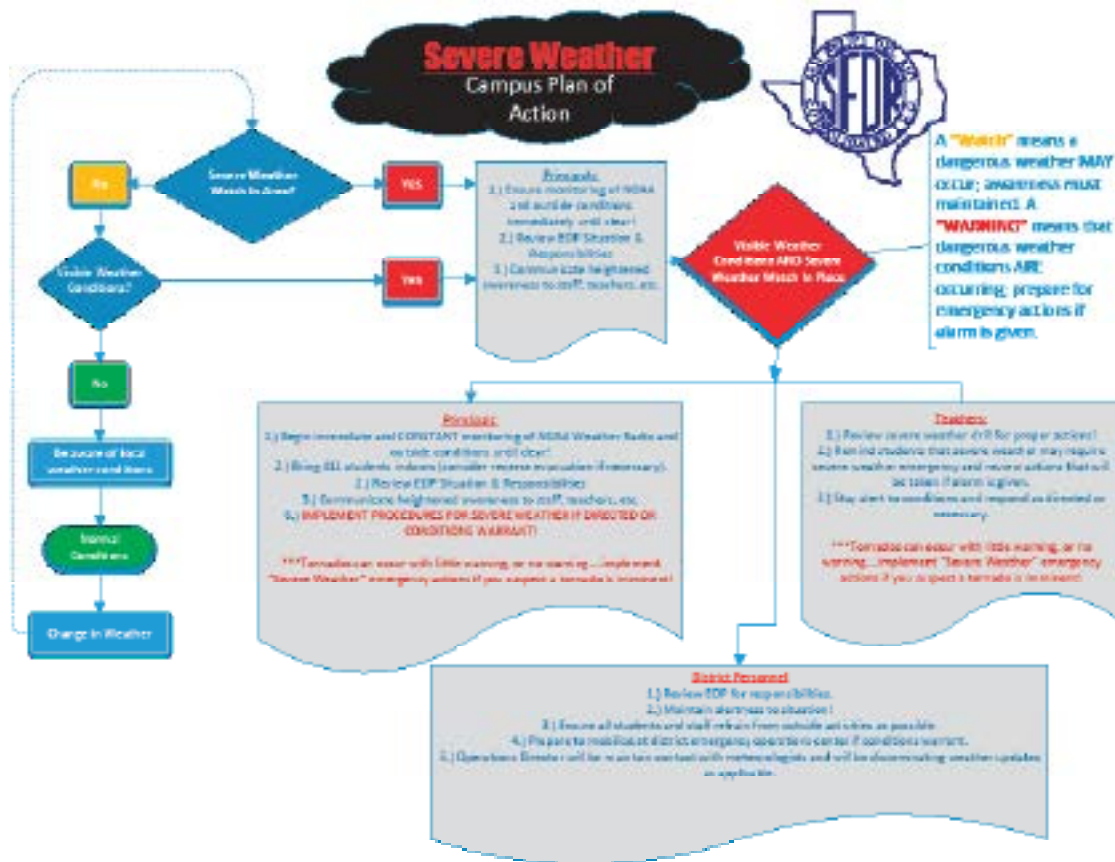 Severe Weather
Campus Plan of
Action
SFDR
A "Watch" means a
dangerous weather MAY
occur; awareness must
maintained. A
"WARNING" means that
dangerous weather
conditions ARE
occurring; prepare for
emergency actions if
alarm is given.
Severe Weather
Watch in Area?
No
YES
Principals:
1.) Ensure monitoring of NOAA
and outside conditions
immediately until clear!
2.) Review EOP Situation &
Responsibilities
3.) Communicate heightened
awareness to staff, teachers, etc.
Visible Weather
Conditions AND Severe
Weather Watch in Place
Visible Weather
Conditions?
YES
No
Be aware of local
weather conditions
Normal
Conditions
Change in Weather
Principals:
1.) Begin immediate and CONSTANT monitoring of NOAA Weather Radio and
outside conditions until clear!
2.) Bring ALL students indoors (consider reverse evacuation if necessary).
Review EOP Situation & Responsibilities
Communicate heightened awareness to staff, teachers, etc.
IMPLEMENT PROCEDURES FOR SEVERE WEATHER IF DIRECTED OR
CONDITIONS WARRANT!
***Tornados can occur with little warning, or no warning....implement
"Severe Weather" emergency actions if you suspect a tornado is imminent!
Teachers:
1.) Review severe weather drill for proper actions!
2.) Remind students that severe weather may require
severe weather emergency and review actions that will
be taken if alarm is given.
3.) Stay alert to conditions and respond as directed or
necessary.
***Tornados can occur with little warning, or no
warning....implement "Severe Weather" emergency
actions if you suspect a tornado is imminent!
District Personnel
1.) Review EOP for responsibilities.
2.) Maintain alertness to situation!
3.) Ensure all students and staff refrain from outside activities as possible
4.) Prepare to mobilize at district emergency operations center if conditions warrant.
5.) Operations Director will be maintain contact with meteorologists and will be disseminating weather updates
as applicable.